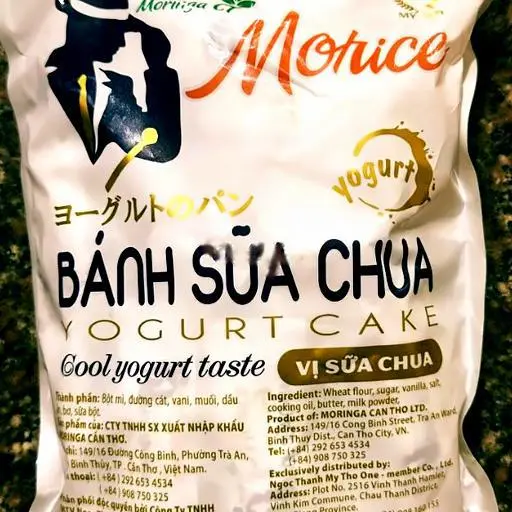 Moringa CT
MV
Morice
yogurt
ヨーグルトのパン
BÁNH SỮA CHUA
YOGURT CAKE
Cool yogurt taste
VỊ SỮA CHUA
Thành phần: Bột mì, đường cát, vani, muối, dầu
ăn, bơ, sữa bột.
phẩm của: CTY TNHH SX XUẤT NHẬP KHẨU
MORINGA CẦN THƠ.
chỉ: 149/16 Đường Công Bình, Phường Trà An,
Bình Thủy, TP. Cần Thơ, Việt Nam.
thoại: (+84) 292 653 4534
(+84) 908 750 325
phân phối độc quyền bởi Công Ty TNHH
Ingredient: Wheat flour, sugar, vanilla, salt,
cooking oil, butter, milk powder,
Product of: MORINGA CAN THO LTD.
Address: 149/16 Cong Binh Street, Tra An Ward,
Binh Thuy Dist., Can Tho City, VN.
Tel: (+84) 292 653 4534
(+84) 908 750 325
Exclusively distributed by:
Ngoc Thanh My Tho One - member Co., Ltd.
Address: Plot No. 2516 Vinh Thanh Hamlet,
Vinh Kim Commune, Chau Thanh District,
Province.